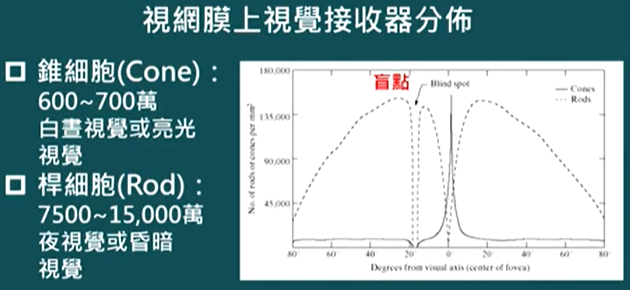 視網膜上視覺接收器分佈
錐細胞(Cone)：
600~700萬
白晝視覺或亮光
視覺
桿細胞(Rod)：
7500~15,000萬
夜視覺或昏暗
視覺
180,000
135,000
90,000
45,000
No. of rods or cones per mm²
盲點
Blind spot
Cones
Rods
80° 60° 40° 20° 0° 20° 40° 60° 80°
Degrees from visual axis (center of fovea)